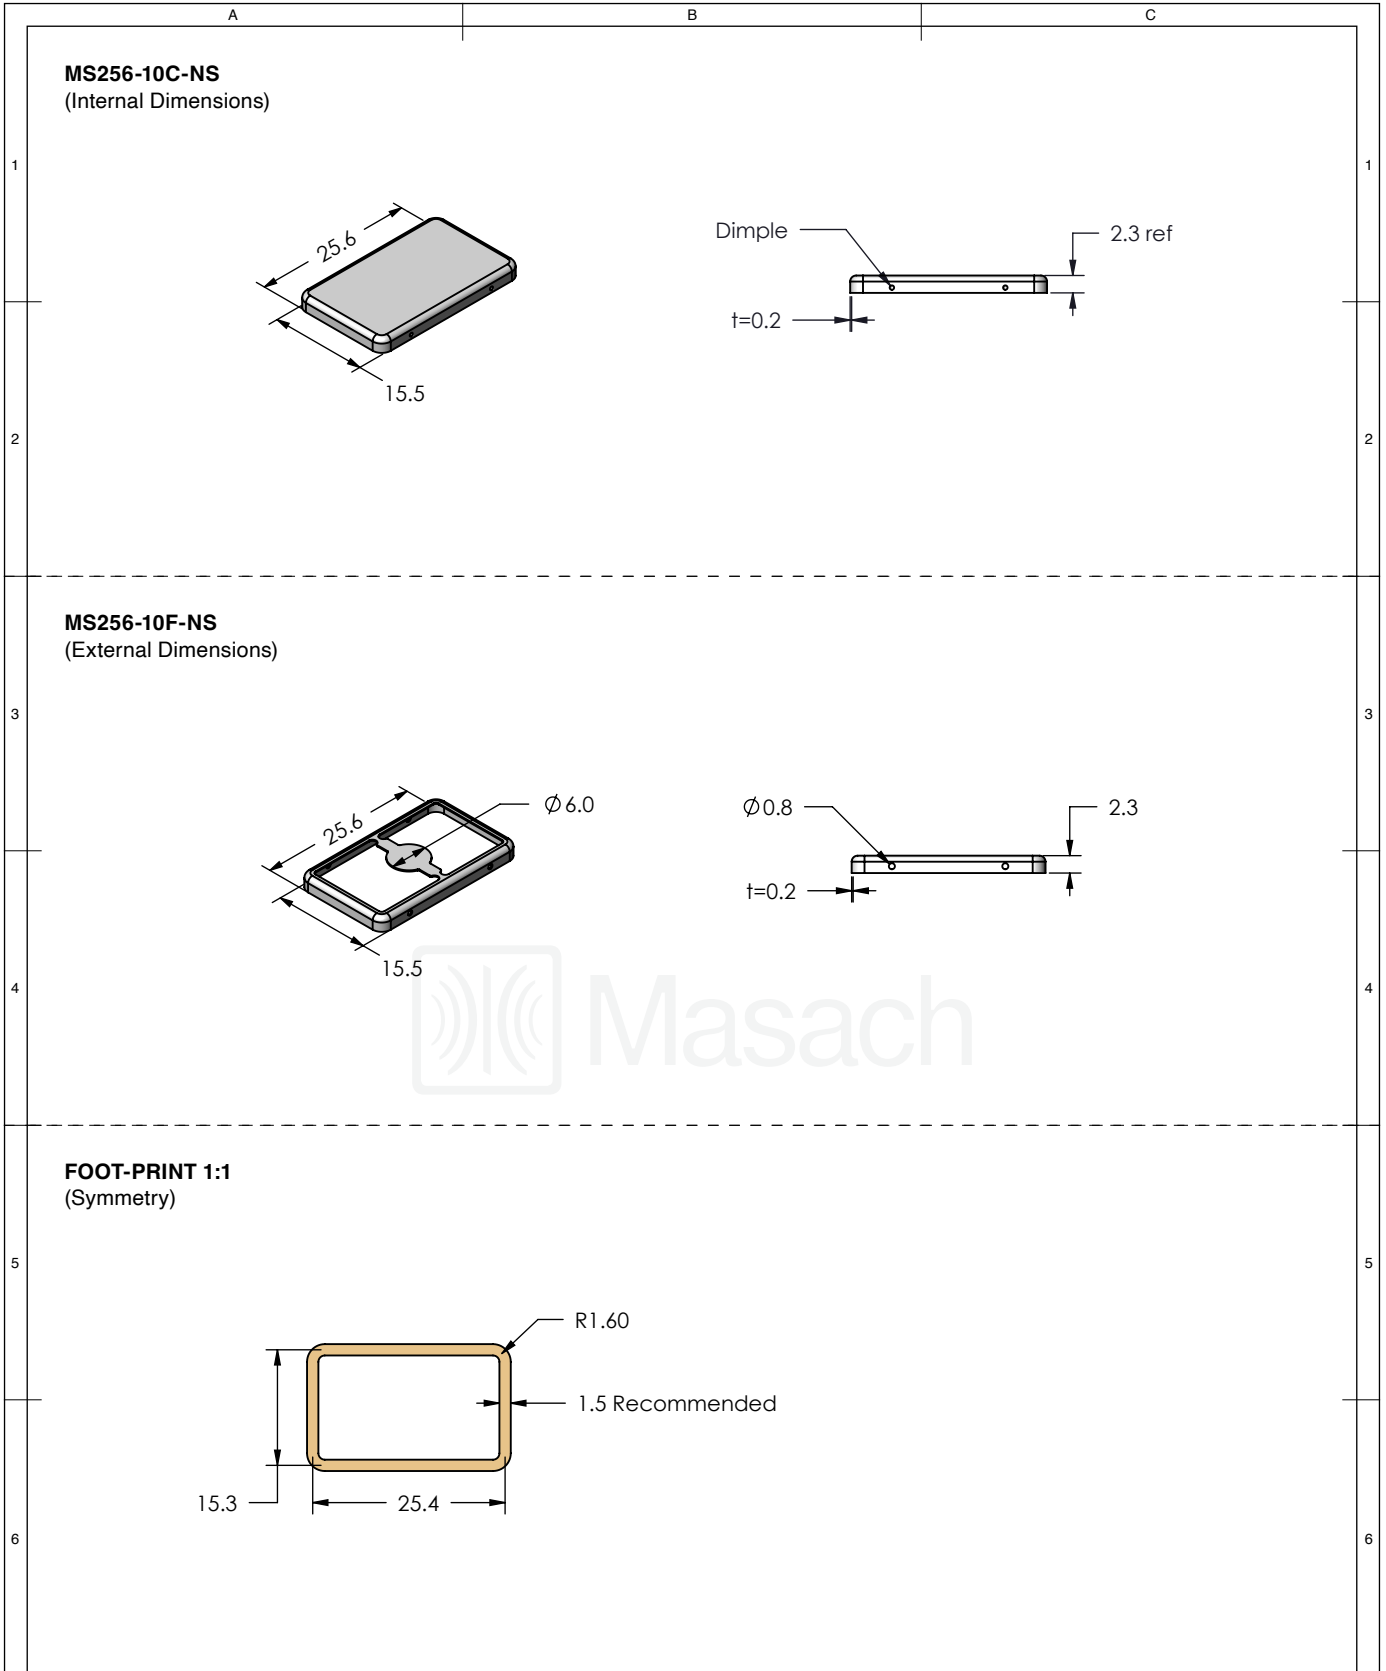 A B C
MS256-10C-NS
(Internal Dimensions)
1 1
25.6
Dimple
2.3 ref
t=0.2
15.5
2 2
MS256-10F-NS
(External Dimensions)
3 3
25.6
Ø6.0
Ø0.8
2.3
t=0.2
15.5
4 4
Masach
FOOT-PRINT 1:1
(Symmetry)
5 5
R1.60
1.5 Recommended
15.3
25.4
6 6